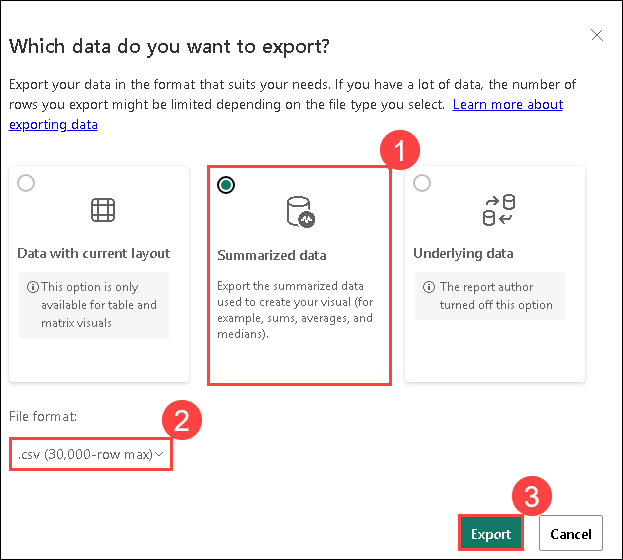 Which data do you want to export?
Export your data in the format that suits your needs. If you have a lot of data, the number of
rows you export might be limited depending on the file type you select. Learn more about
exporting data
1
Data with current layout
This option is only
available for table and
matrix visuals
Summarized data
Export the summarized data
used to create your visual (for
example, sums, averages, and
medians).
Underlying data
The report author
turned off this option
File format:
2
.csv (30,000-row max)
3
Export
Cancel